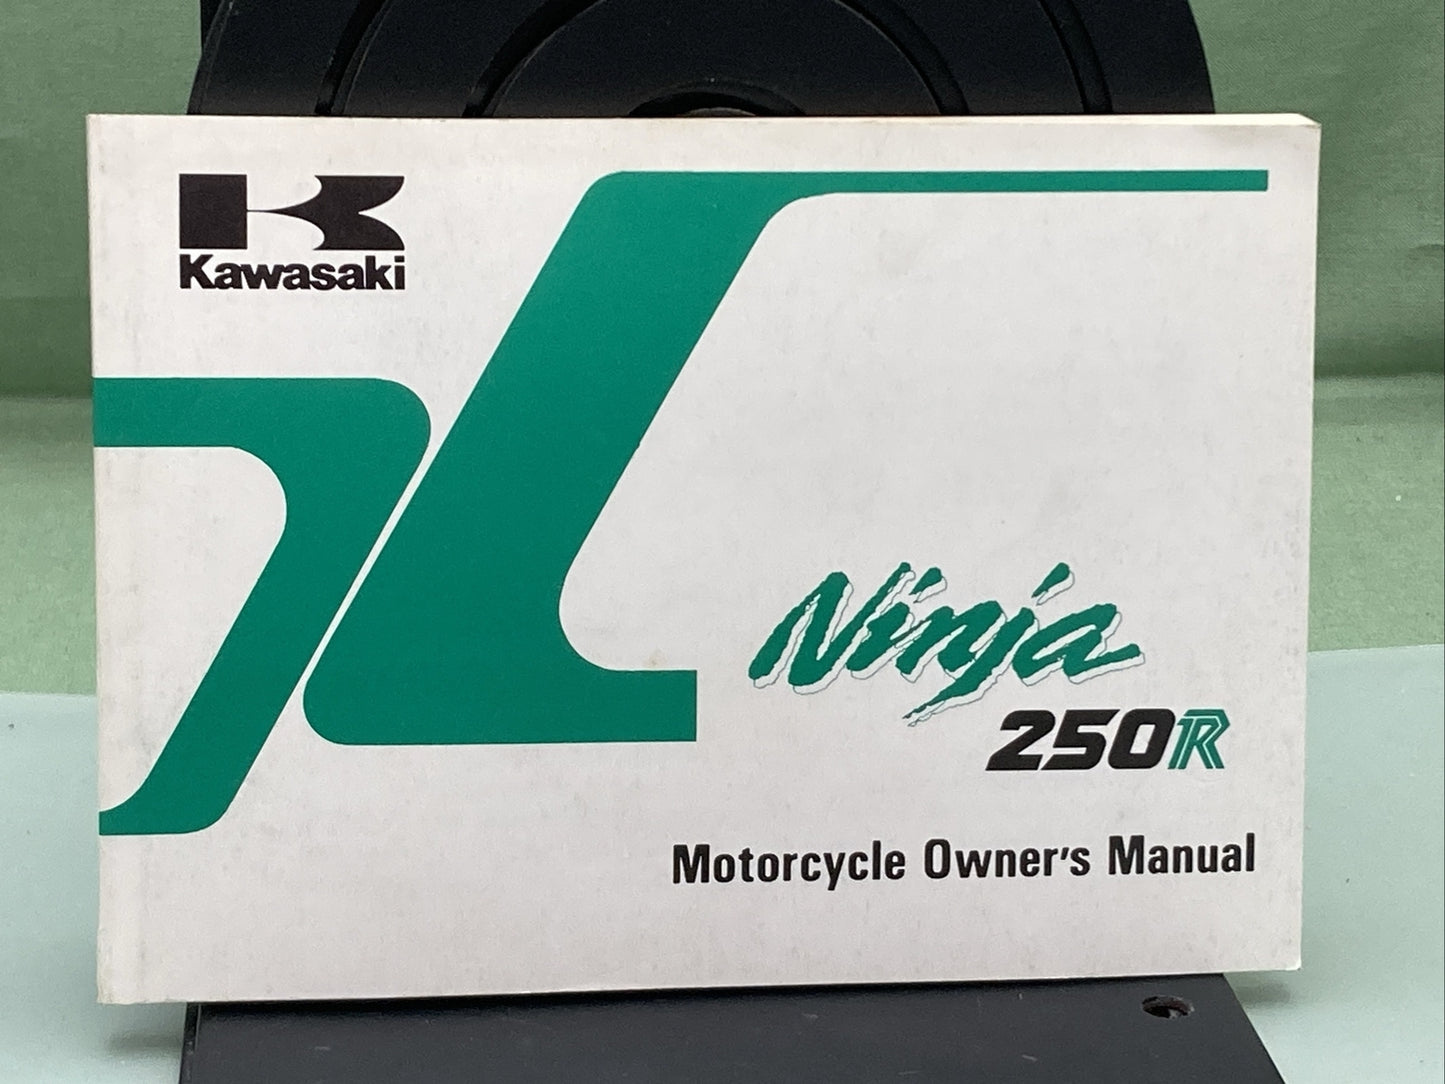 Kawasaki
Ninja
250R
Motorcycle Owner's Manual